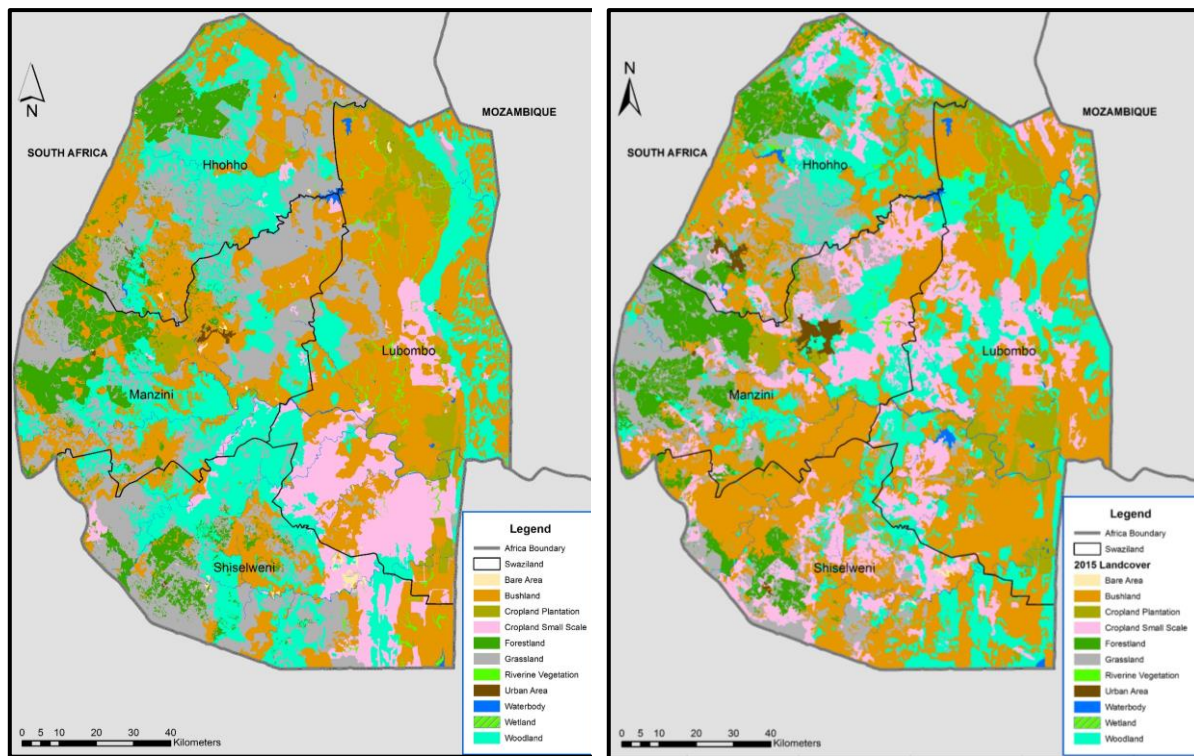 N
SOUTH AFRICA
MOZAMBIQUE
Hhohho
Manzini
Lubombo
Shiselweni
Legend
Africa Boundary
Swaziland
Bare Area
Bushland
Cropland Plantation
Cropland Small Scale
Forestland
Grassland
Riverine Vegetation
Urban Area
Waterbody
Wetland
Woodland
0 5 10 20 30 40
Kilometers
N
SOUTH AFRICA
MOZAMBIQUE
Hhohho
Manzini
Lubombo
Shiselweni
Legend
Africa Boundary
Swaziland
2015 Landcover
Bare Area
Bushland
Cropland Plantation
Cropland Small Scale
Forestland
Grassland
Riverine Vegetation
Urban Area
Waterbody
Wetland
Woodland
0 5 10 20 30 40
Kilometers